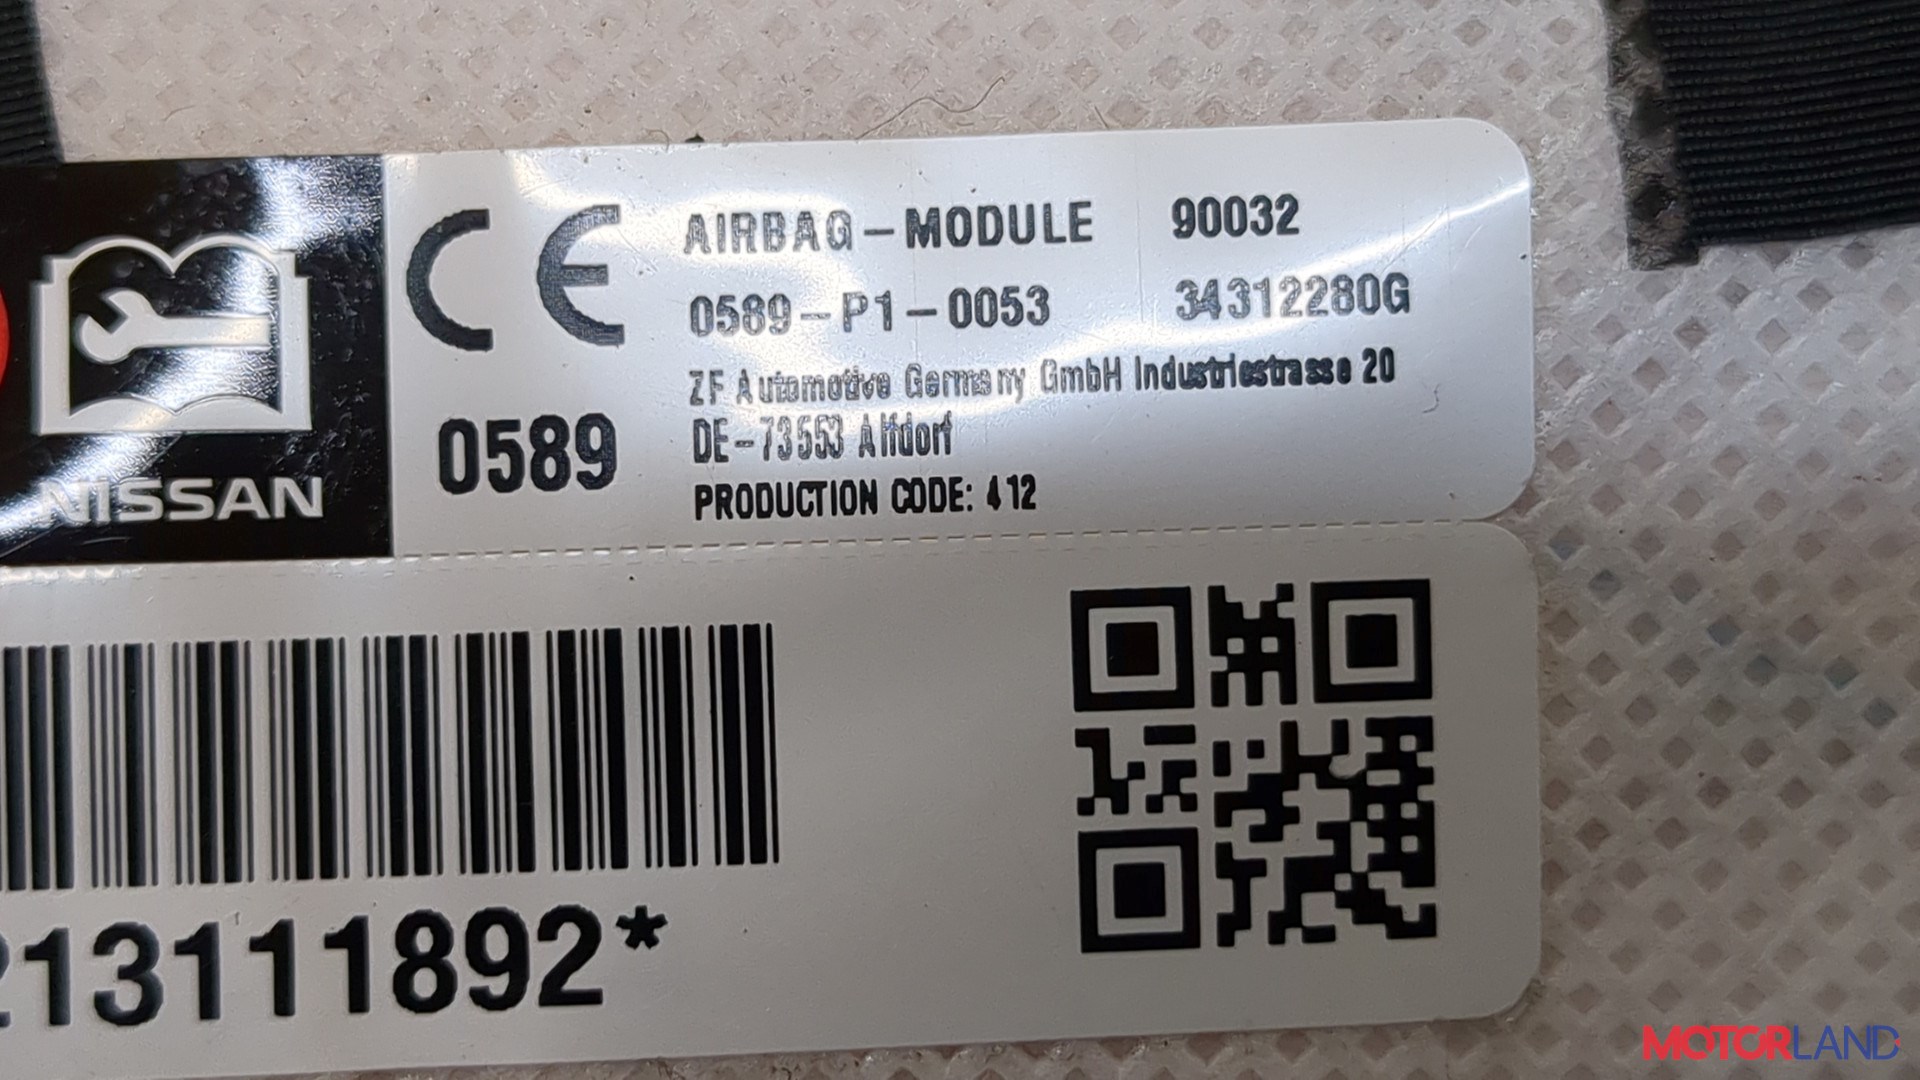 CE
AIRBAG-MODULE 90032
0589-P1-0053 34312280G
ZF Automotive Germany GmbH Industriestrasse 20
DE-73553 Alfdorf
0589
PRODUCTION CODE: 412
NISSAN
213111892*
MOTORLAND